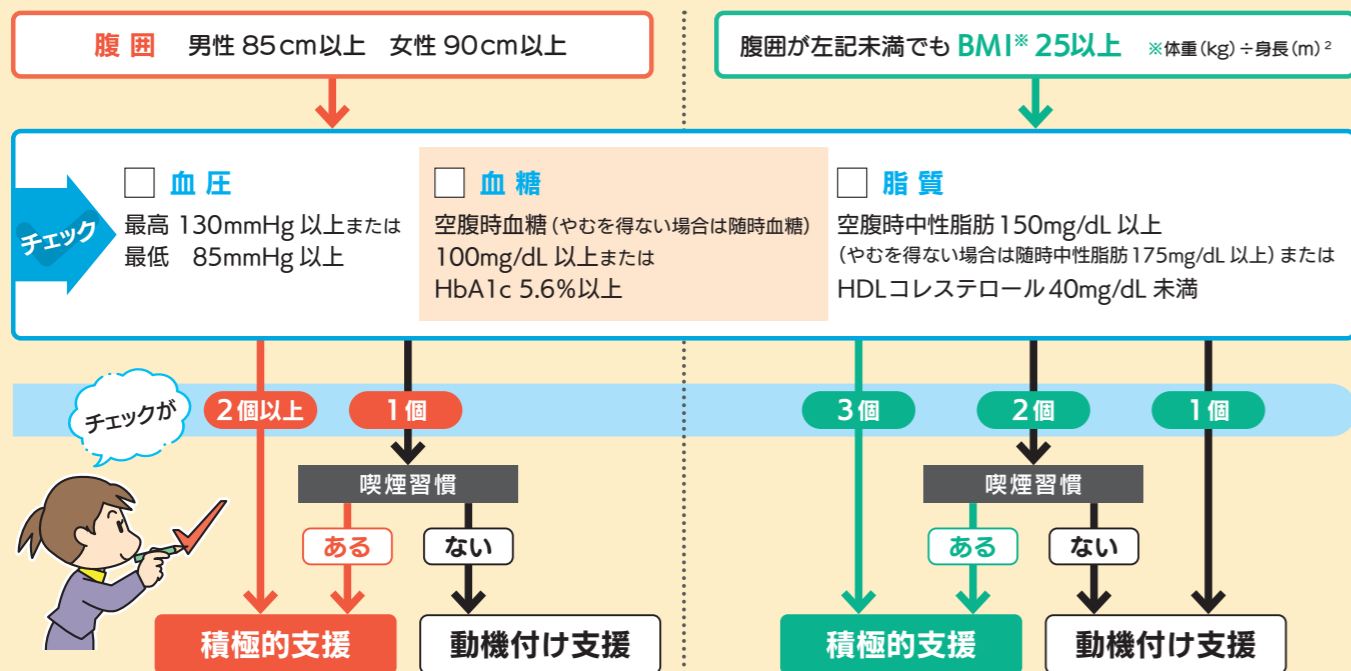 腹囲 男性 85cm以上 女性 90cm以上
腹囲が左記未満でも BMI※ 25以上 ※体重(kg)÷身長(m)²
チェック
□ 血圧
最高 130mmHg 以上または
最低 85mmHg 以上
□ 血糖
空腹時血糖(やむを得ない場合は随時血糖)
100mg/dL 以上または
HbA1c 5.6%以上
□ 脂質
空腹時中性脂肪 150mg/dL 以上
(やむを得ない場合は随時中性脂肪 175mg/dL 以上)または
HDLコレステロール 40mg/dL 未満
チェックが
2個以上
1個
3個
2個
1個
喫煙習慣
喫煙習慣
ある
ない
ある
ない
積極的支援
動機付け支援
積極的支援
動機付け支援